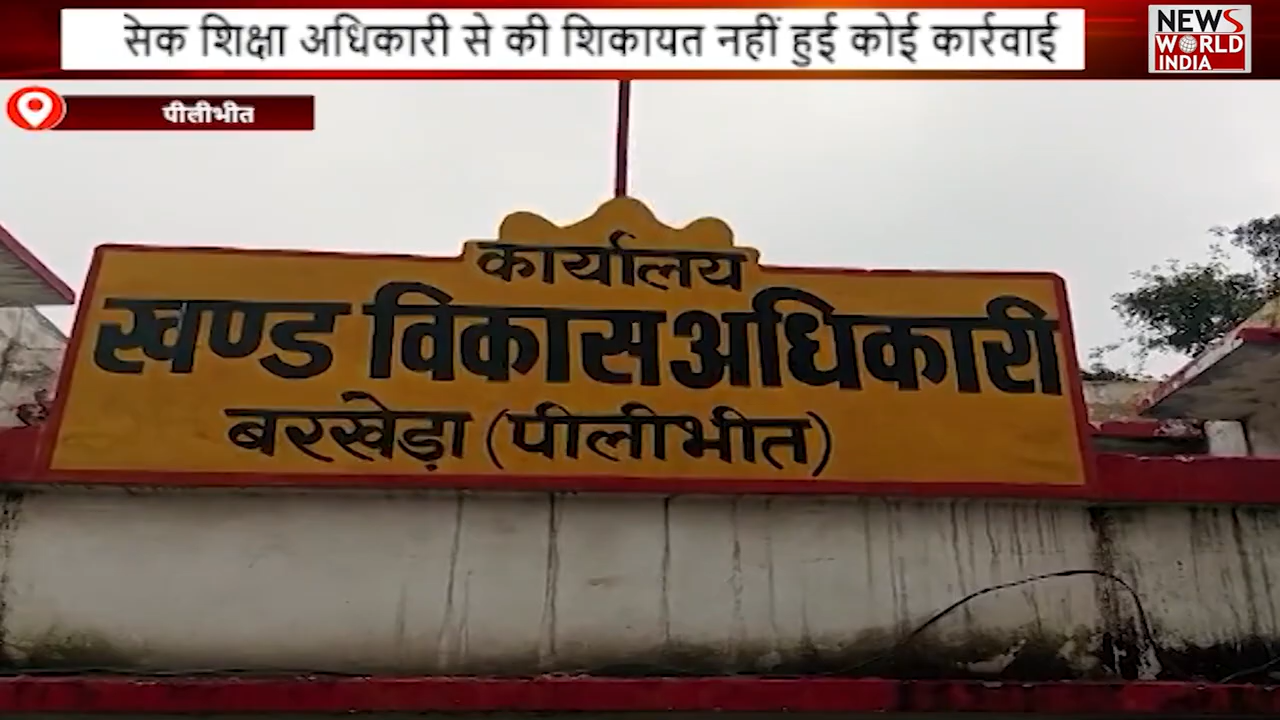 सेक शिक्षा अधिकारी से की शिकायत नहीं हुई कोई कार्रवाई
NEWS
WORLD
INDIA
पीलीभीत
कार्यालय
खण्ड विकास अधिकारी
बरखेड़ा (पीलीभीत)